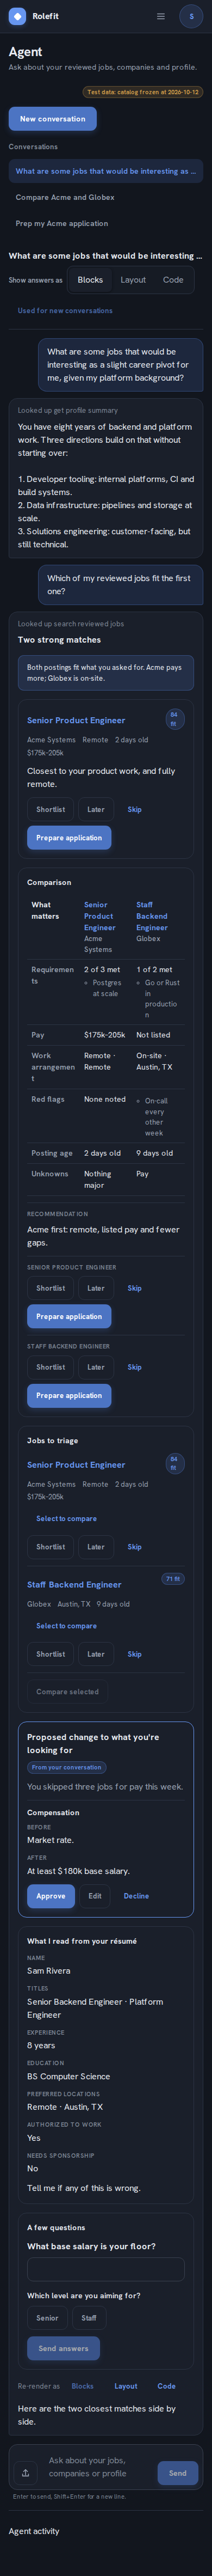 Rolefit
S
Agent
Ask about your reviewed jobs, companies and profile.
Test data: catalog frozen at 2026-10-12
New conversation
Conversations
What are some jobs that would be interesting as ...
Compare Acme and Globex
Prep my Acme application
What are some jobs that would be interesting ...
Show answers as
Blocks
Layout
Code
Used for new conversations
What are some jobs that would be
interesting as a slight career pivot for
me, given my platform background?
Looked up get profile summary
You have eight years of backend and platform
work. Three directions build on that without
starting over:
1. Developer tooling: internal platforms, CI and
build systems.
2. Data infrastructure: pipelines and storage at
scale.
3. Solutions engineering: customer-facing, but
still technical.
Which of my reviewed jobs fit the first
one?
Looked up search reviewed jobs
Two strong matches
Both postings fit what you asked for. Acme pays
more; Globex is on-site.
Senior Product Engineer
84
fit
Acme Systems Remote 2 days old
$175k–205k
Closest to your product work, and fully
remote.
Shortlist
Later
Skip
Prepare application
Comparison
What
matters
Senior
Product
Engineer
Acme
Systems
Staff
Backend
Engineer
Globex
Requiremen
ts
2 of 3 met
Postgres
at scale
1 of 2 met
Go or Rust
in
productio
n
Pay
$175k–205k
Not listed
Work
arrangemen
t
Remote ·
Remote
On-site ·
Austin, TX
Red flags
None noted
On-call
every
other
week
Posting age
2 days old
9 days old
Unknowns
Nothing
major
Pay
RECOMMENDATION
Acme first: remote, listed pay and fewer
gaps.
SENIOR PRODUCT ENGINEER
Shortlist
Later
Skip
Prepare application
STAFF BACKEND ENGINEER
Shortlist
Later
Skip
Prepare application
Jobs to triage
Senior Product Engineer
84
fit
Acme Systems Remote 2 days old
$175k–205k
Select to compare
Shortlist
Later
Skip
Staff Backend Engineer
71 fit
Globex Austin, TX 9 days old
Select to compare
Shortlist
Later
Skip
Compare selected
Proposed change to what you're
looking for
From your conversation
You skipped three jobs for pay this week.
Compensation
BEFORE
Market rate.
AFTER
At least $180k base salary.
Approve
Edit
Decline
What I read from your résumé
NAME
Sam Rivera
TITLES
Senior Backend Engineer · Platform
Engineer
EXPERIENCE
8 years
EDUCATION
BS Computer Science
PREFERRED LOCATIONS
Remote · Austin, TX
AUTHORIZED TO WORK
Yes
NEEDS SPONSORSHIP
No
Tell me if any of this is wrong.
A few questions
What base salary is your floor?
Which level are you aiming for?
Senior
Staff
Send answers
Re-render as
Blocks
Layout
Code
Here are the two closest matches side by
side.
Ask about your jobs,
companies or profile
Send
Enter to send, Shift+Enter for a new line.
Agent activity